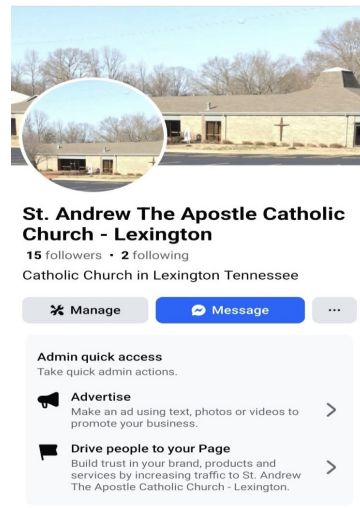 St. Andrew The Apostle Catholic
Church - Lexington
15 followers • 2 following
Catholic Church in Lexington Tennessee
Manage
Message
...
Admin quick access
Take quick admin actions.
Advertise
Make an ad using text, photos or videos to
promote your business.
Drive people to your Page
Build trust in your brand, products and
services by increasing traffic to St. Andrew
The Apostle Catholic Church - Lexington.